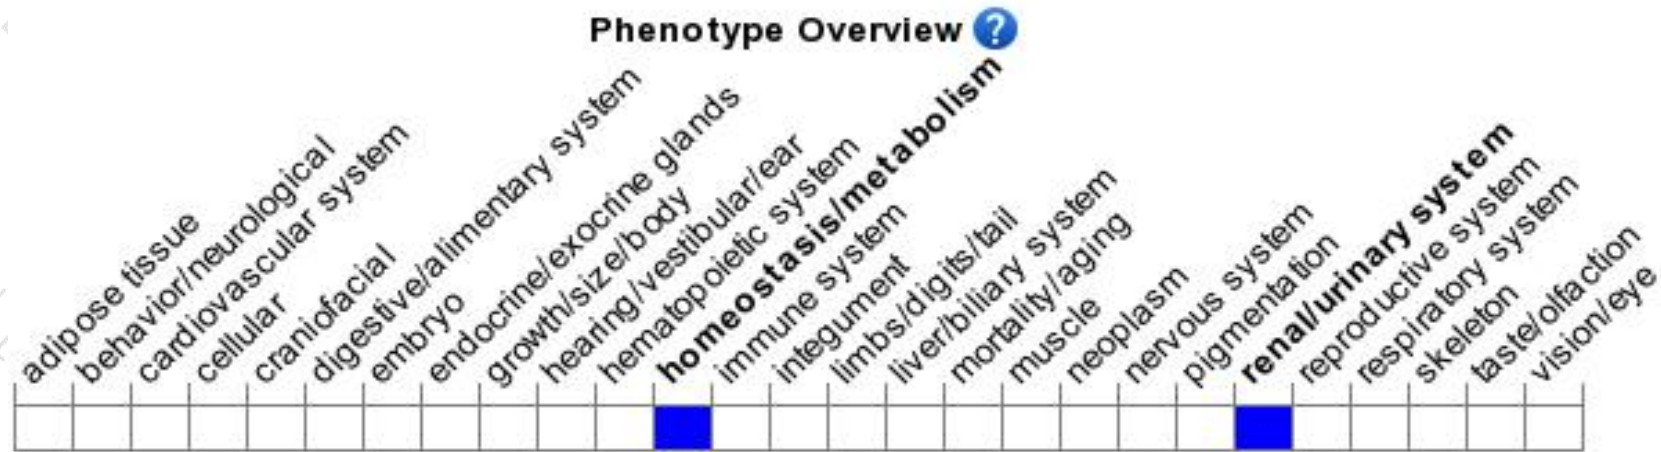 Phenotype Overview ?
adipose tissue
behavior/neurological
cardiovascular system
cellular
craniofacial
digestive/alimentary system
embryo
endocrine/exocrine glands
growth/size/body
hearing/vestibular/ear
hematopoietic system
homeostasis/metabolism
immune system
integument
limbs/digits/tail
liver/biliary system
mortality/aging
muscle
neoplasm
nervous system
pigmentation
renal/urinary system
reproductive system
respiratory system
skeleton
taste/olfaction
vision/eye